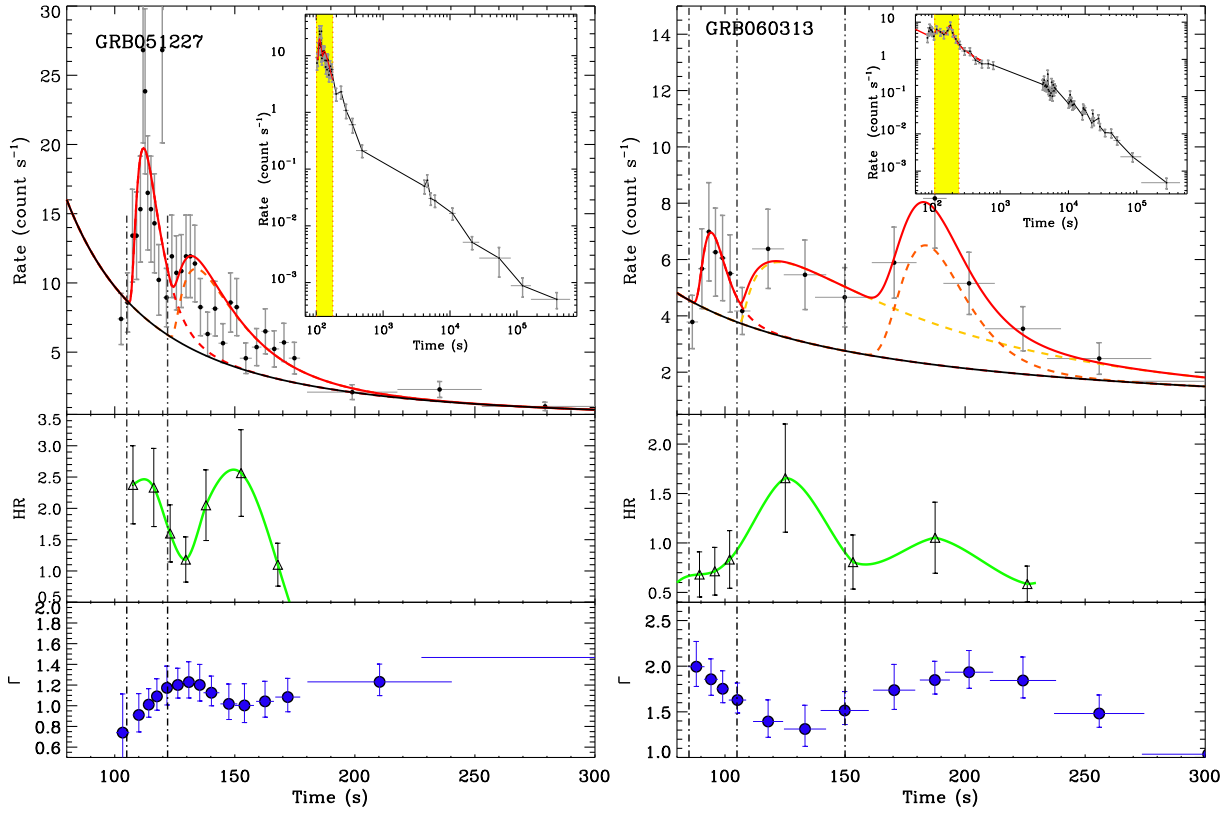 GRB051227
30
25
20
15
10
5
Rate (count s⁻¹)
10
1
10⁻¹
10⁻²
10⁻³
Rate (count s⁻¹)
10² 10³ 10⁴ 10⁵
Time (s)
3.5
3.0
2.5
2.0
1.5
1.0
HR
2.0
1.8
1.6
1.4
1.2
1.0
0.8
0.6
Γ
100 150 200 250 300
Time (s)
GRB060313
14
12
10
8
6
4
2
Rate (count s⁻¹)
10
1
10⁻¹
10⁻²
10⁻³
Rate (count s⁻¹)
10² 10³ 10⁴ 10⁵
Time (s)
2.0
1.5
1.0
0.5
HR
2.5
2.0
1.5
1.0
Γ
100 150 200 250 300
Time (s)